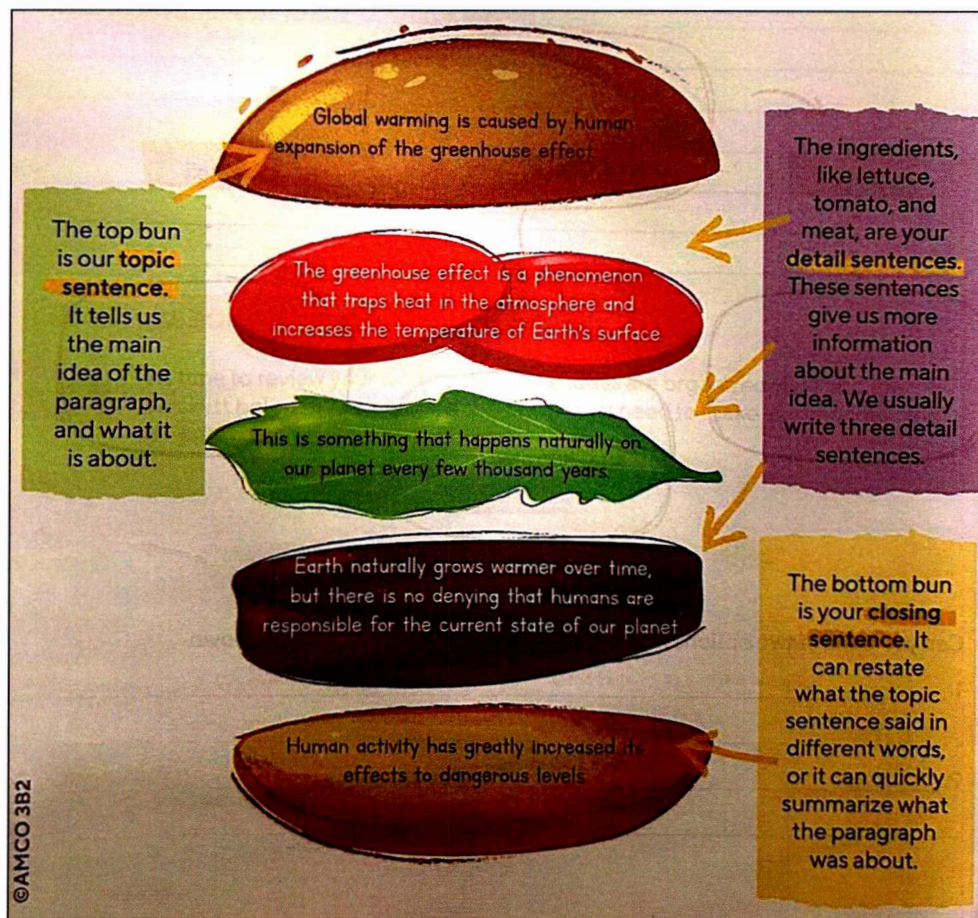 Global warming is caused by human
expansion of the greenhouse effect
The top bun
is our topic
sentence.
It tells us
the main
idea of the
paragraph,
and what it
is about.
The ingredients,
like lettuce,
tomato, and
meat, are your
detail sentences.
These sentences
give us more
information
about the main
idea. We usually
write three detail
sentences.
The greenhouse effect is a phenomenon
that traps heat in the atmosphere and
increases the temperature of Earth's surface
This is something that happens naturally on
our planet every few thousand years.
Earth naturally grows warmer over time,
but there is no denying that humans are
responsible for the current state of our planet
Human activity has greatly increased its
effects to dangerous levels
The bottom bun
is your closing
sentence. It
can restate
what the topic
sentence said in
different words,
or it can quickly
summarize what
the paragraph
was about.
©AMCO 3B2